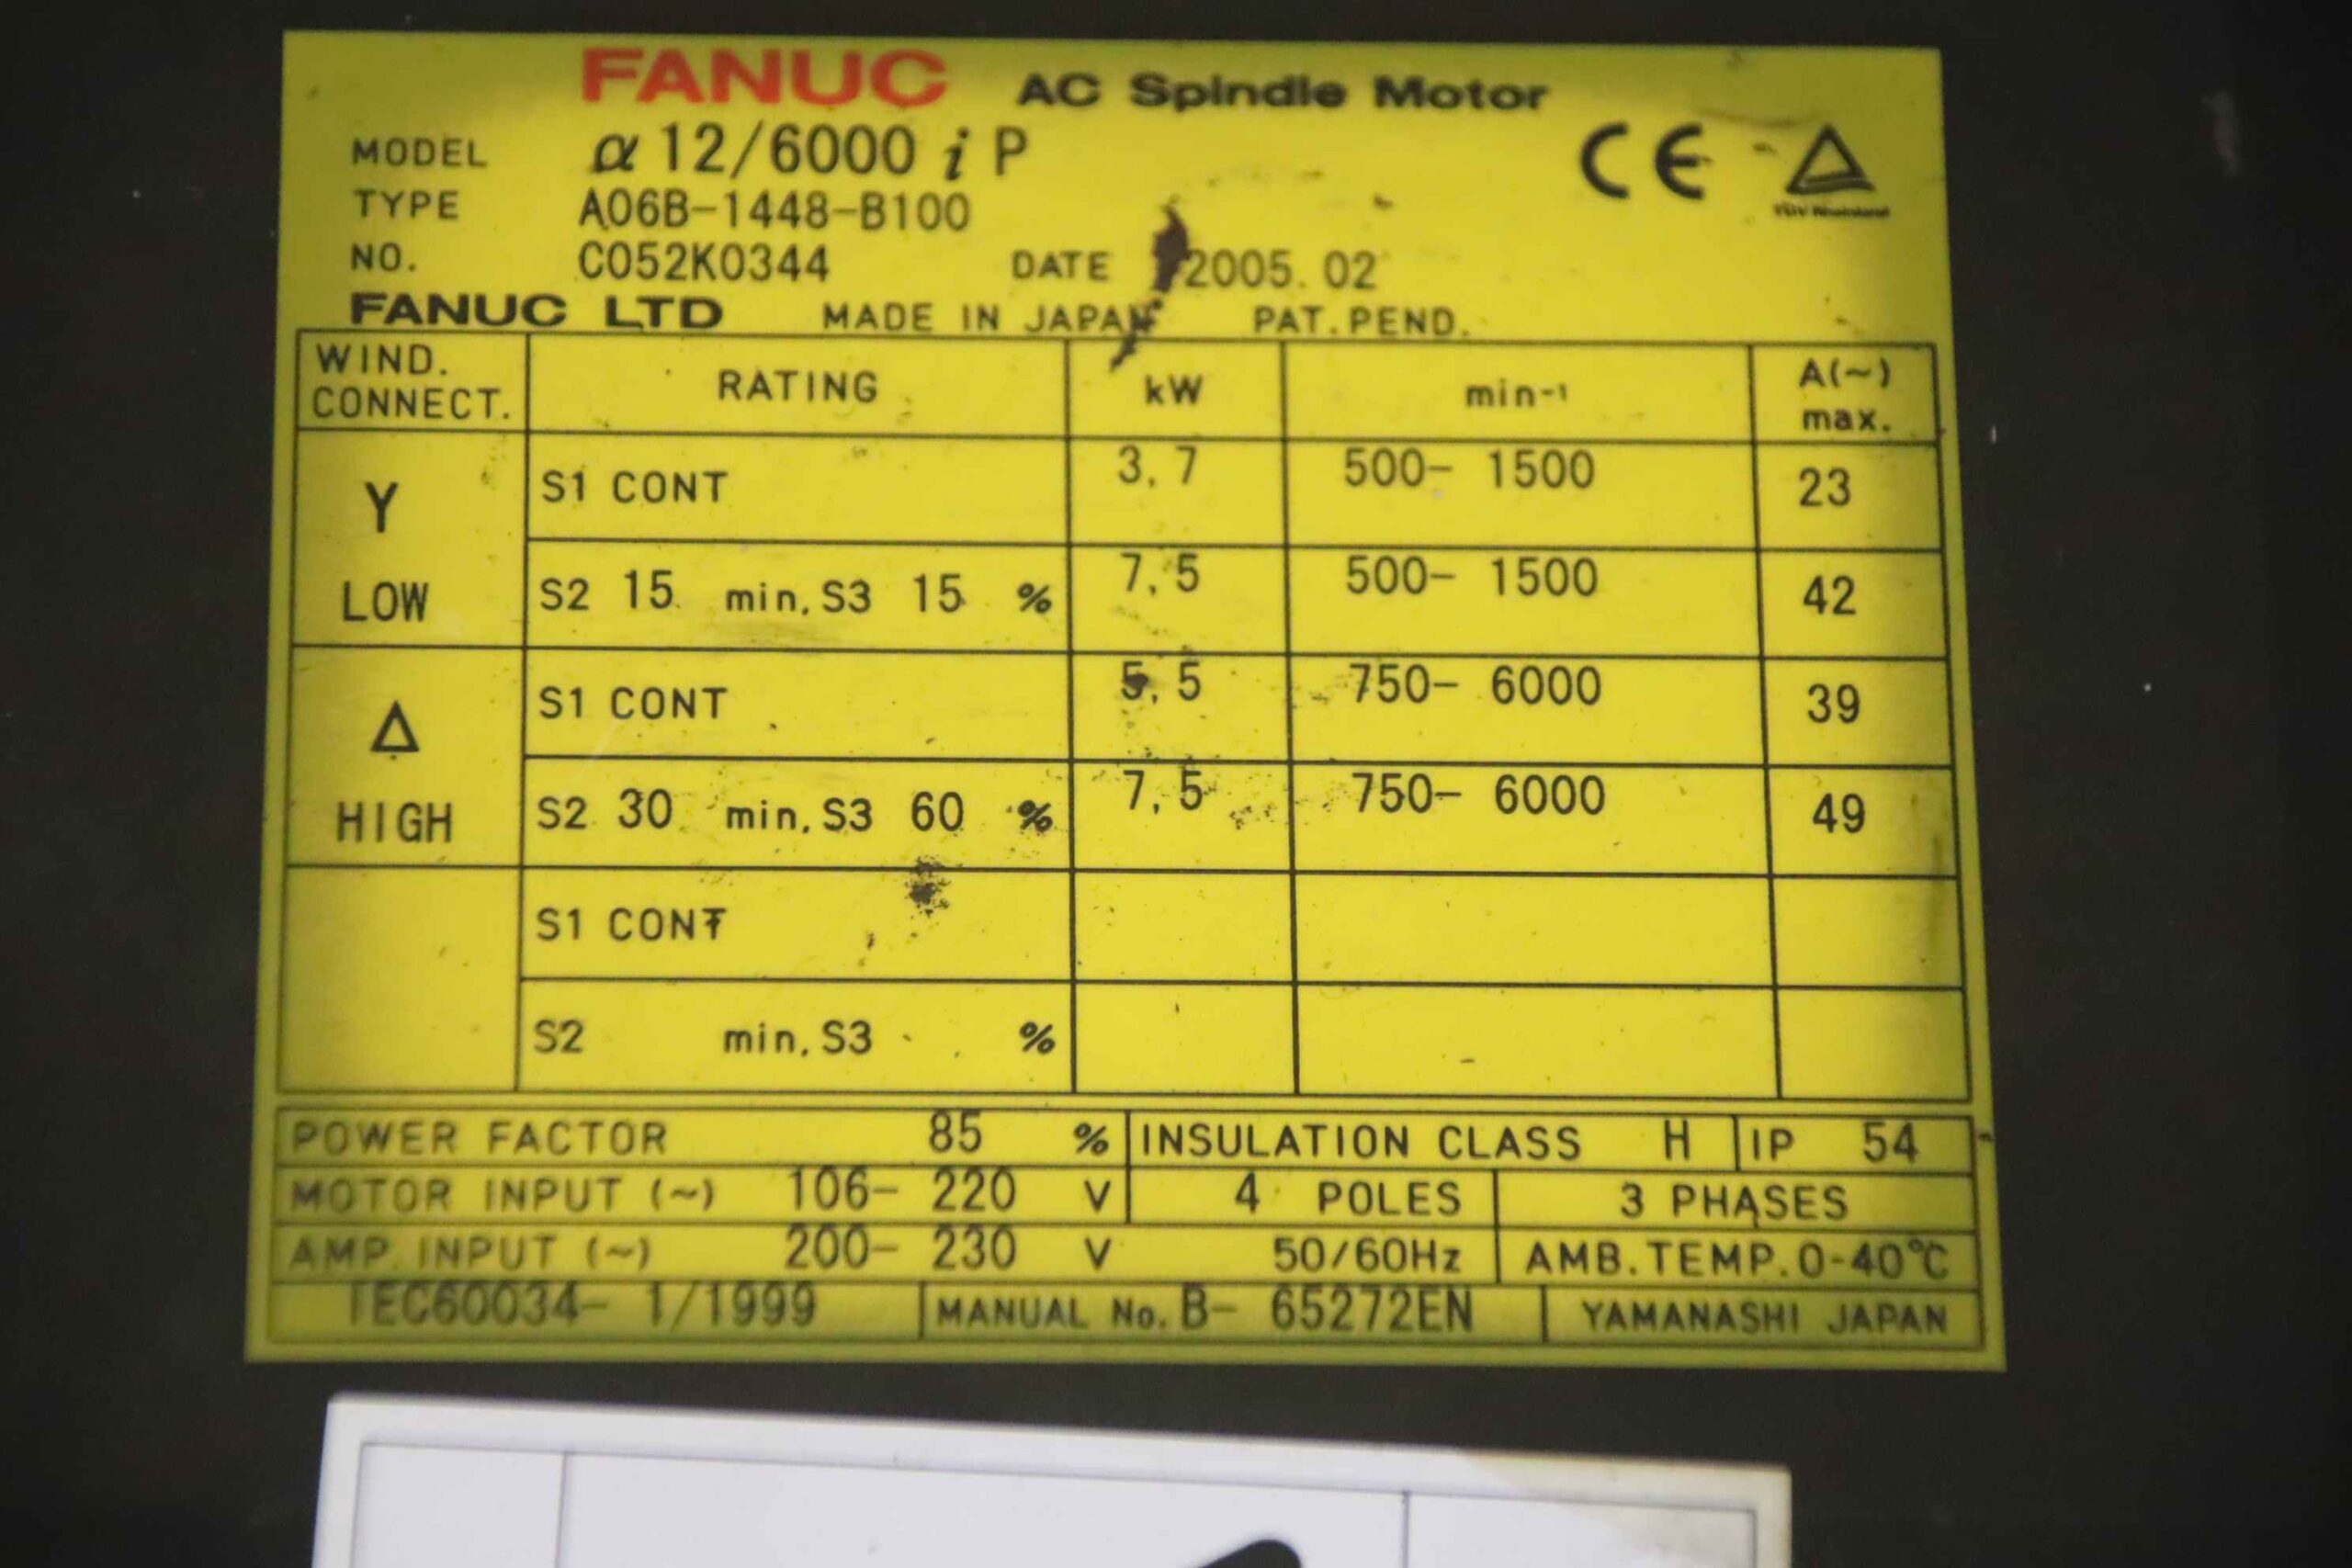 FANUC AC Spindle Motor
MODEL α 12/6000 i P
CE
TYPE A06B-1448-B100
TÜV Rheinland
NO. C052K0344 DATE 2005.02
FANUC LTD MADE IN JAPAN PAT.PEND.
WIND. CONNECT. RATING kW min-1 A(~) max.
Y LOW S1 CONT 3,7 500- 1500 23
S2 15 min,S3 15 % 7,5 500- 1500 42
Δ HIGH S1 CONT 5,5 750- 6000 39
S2 30 min,S3 60 % 7,5 750- 6000 49
S1 CONT
S2 min,S3 %
POWER FACTOR 85 % INSULATION CLASS H IP 54
MOTOR INPUT (~) 106- 220 V 4 POLES 3 PHASES
AMP.INPUT (~) 200- 230 V 50/60Hz AMB.TEMP.0-40℃
IEC60034- 1/1999 MANUAL No. B- 65272EN YAMANASHI JAPAN